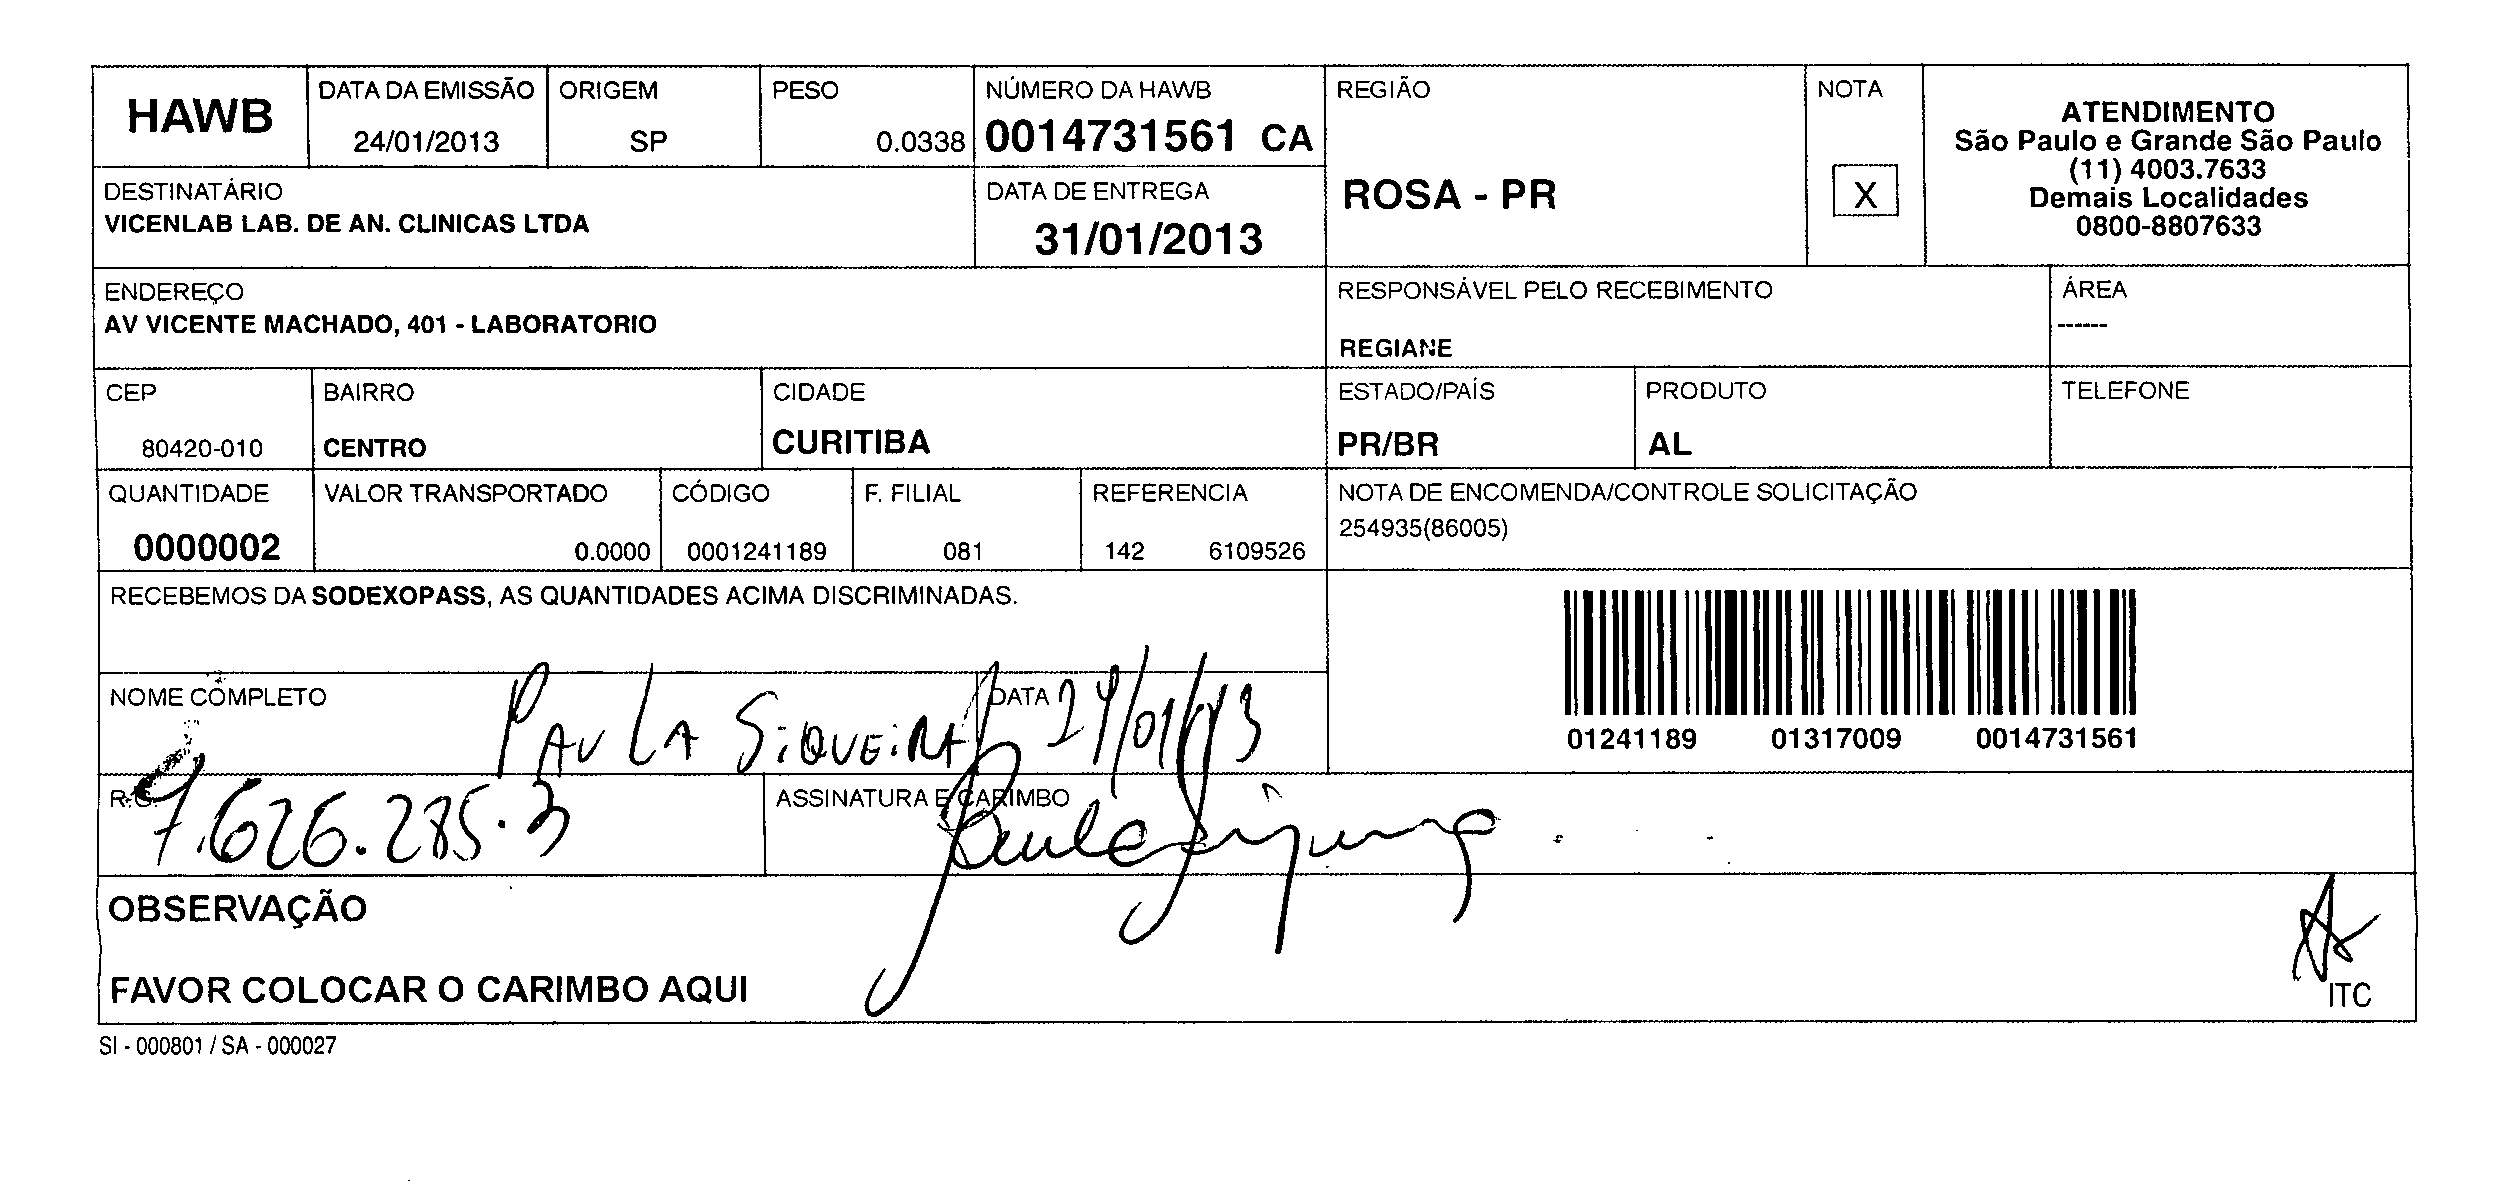 HAWB
DATA DA EMISSÃO
24/01/2013
ORIGEM
SP
PESO
0.0338
NÚMERO DA HAWB
0014731561 CA
REGIÃO
ROSA - PR
NOTA
X
ATENDIMENTO
São Paulo e Grande São Paulo
(11) 4003.7633
Demais Localidades
0800-8807633
DESTINATÁRIO
VICENLAB LAB. DE AN. CLINICAS LTDA
DATA DE ENTREGA
31/01/2013
ENDEREÇO
AV VICENTE MACHADO, 401 - LABORATORIO
RESPONSÁVEL PELO RECEBIMENTO
REGIANE
ÁREA
------
CEP
80420-010
BAIRRO
CENTRO
CIDADE
CURITIBA
ESTADO/PAÍS
PR/BR
PRODUTO
AL
TELEFONE
QUANTIDADE
0000002
VALOR TRANSPORTADO
0.0000
CÓDIGO
0001241189
F. FILIAL
081
REFERENCIA
142 6109526
NOTA DE ENCOMENDA/CONTROLE SOLICITAÇÃO
254935(86005)
RECEBEMOS DA SODEXOPASS, AS QUANTIDADES ACIMA DISCRIMINADAS.
01241189 01317009 0014731561
NOME COMPLETO
PAULA SIQUEIRA
DATA
29/01/13
R.G.
7.626.285.3
ASSINATURA E CARIMBO
Paula Siqueira
OBSERVAÇÃO
FAVOR COLOCAR O CARIMBO AQUI
ITC
SI - 000801 / SA - 000027